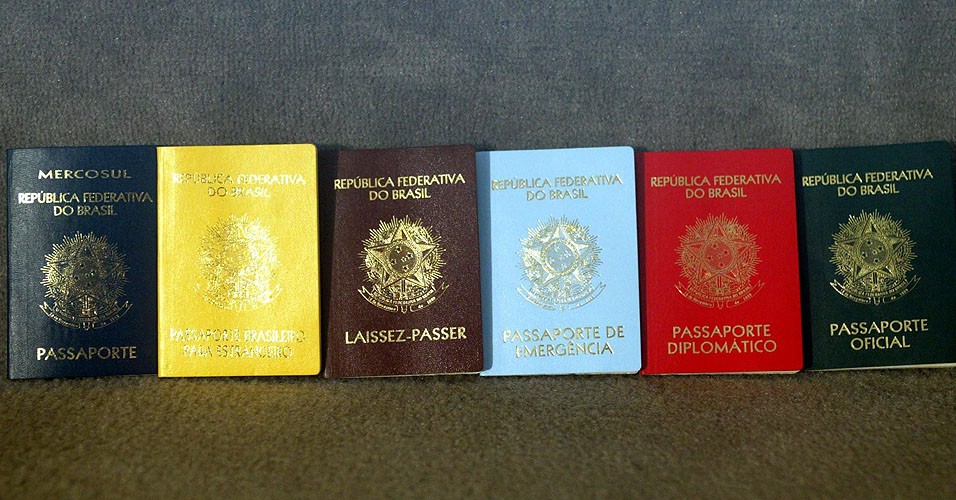 MERCOSUL
REPÚBLICA FEDERATIVA
DO BRASIL
PASSAPORTE
REPÚBLICA FEDERATIVA
DO BRASIL
PASSAPORTE BRASILEIRO
PARA ESTRANGEIRO
REPÚBLICA FEDERATIVA
DO BRASIL
LAISSEZ-PASSER
REPÚBLICA FEDERATIVA
DO BRASIL
PASSAPORTE DE
EMERGÊNCIA
REPÚBLICA FEDERATIVA
DO BRASIL
PASSAPORTE
DIPLOMÁTICO
REPÚBLICA FEDERATIVA
DO BRASIL
PASSAPORTE
OFICIAL